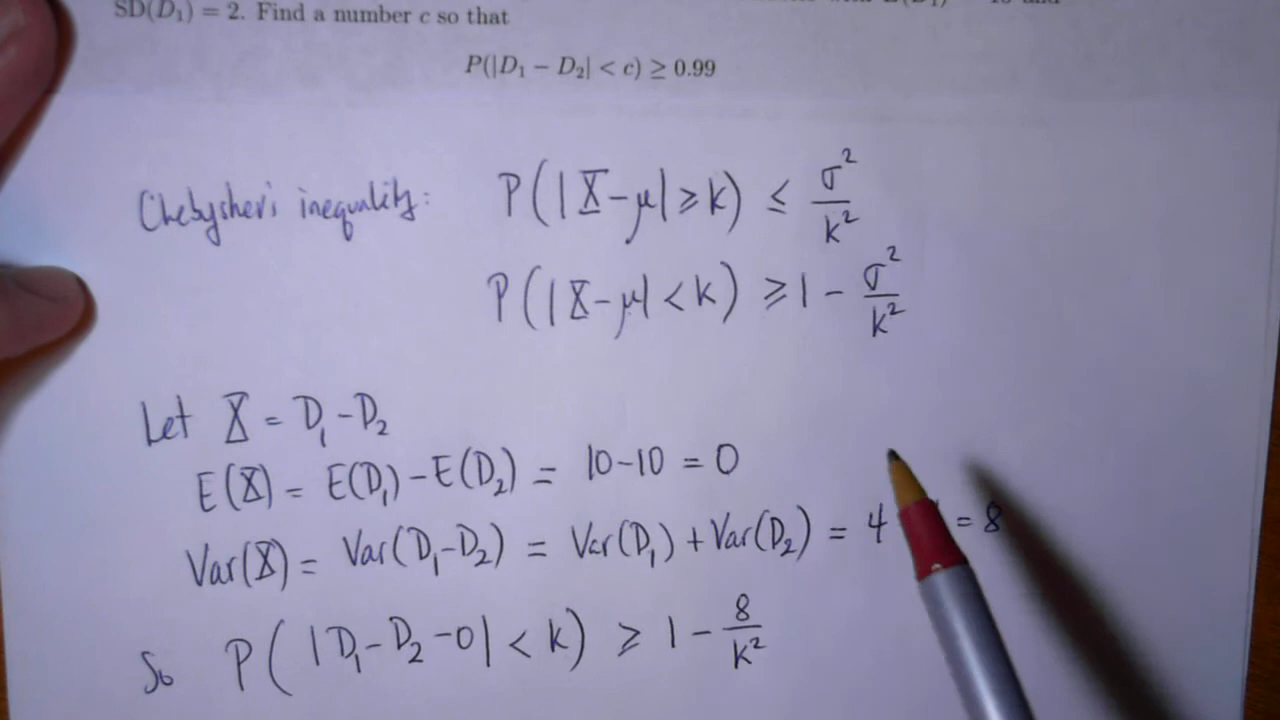 SD(D₁) = 2. Find a number c so that
P(|D₁ − D₂| < c) ≥ 0.99
Chebyshev's inequality: P(|X−μ| ≥ k) ≤ σ²/k²
P(|X−μ| < k) ≥ 1 − σ²/k²
Let X = D₁ − D₂
E(X) = E(D₁) − E(D₂) = 10 − 10 = 0
Var(X) = Var(D₁−D₂) = Var(D₁) + Var(D₂) = 4 = 8
So P(|D₁ − D₂ − 0| < k) ≥ 1 − 8/k²